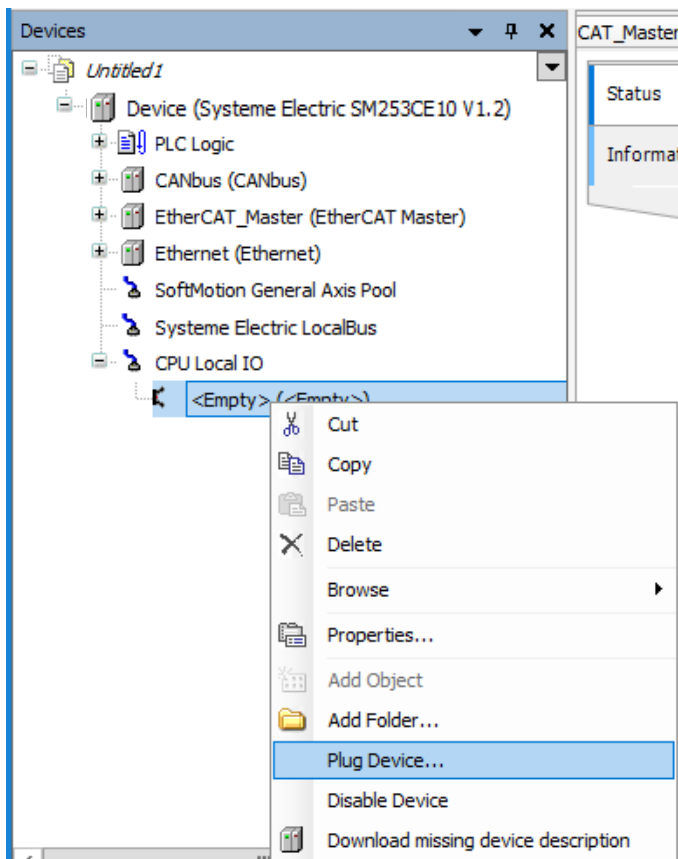 Devices
CAT_Master
Untitled1
Status
Device (Systeme Electric SM253CE10 V1.2)
PLC Logic
Informat
CANbus (CANbus)
EtherCAT_Master (EtherCAT Master)
Ethernet (Ethernet)
SoftMotion General Axis Pool
Systeme Electric LocalBus
CPU Local IO
<Empty> (<Empty>)
Cut
Copy
Paste
Delete
Browse
Properties...
Add Object
Add Folder...
Plug Device...
Disable Device
Download missing device description